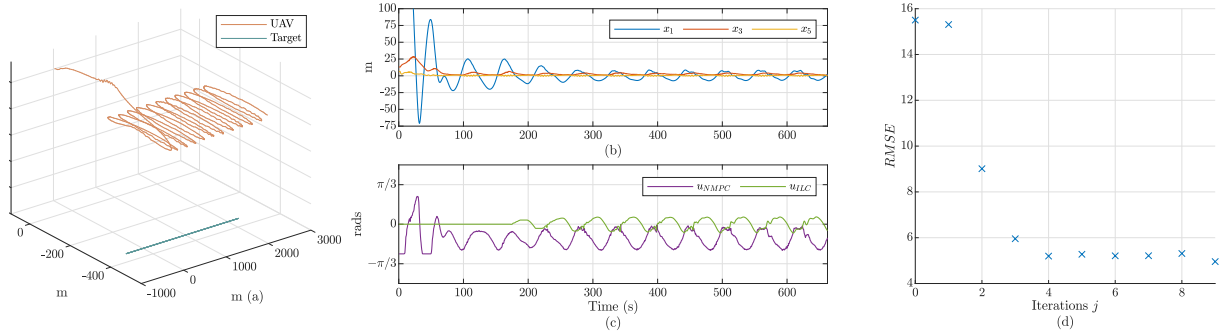 UAV
Target
0
-200
-400
m
-1000
0
1000
2000
3000
m (a)
m
100
75
50
25
0
-25
-50
-75
x1
x3
x5
0
100
200
300
400
500
600
(b)
rads
π/3
0
−π/3
uNMPC
uILC
0
100
200
300
400
500
600
Time (s)
(c)
RMSE
16
14
12
10
8
6
4
0
2
4
6
8
Iterations j
(d)